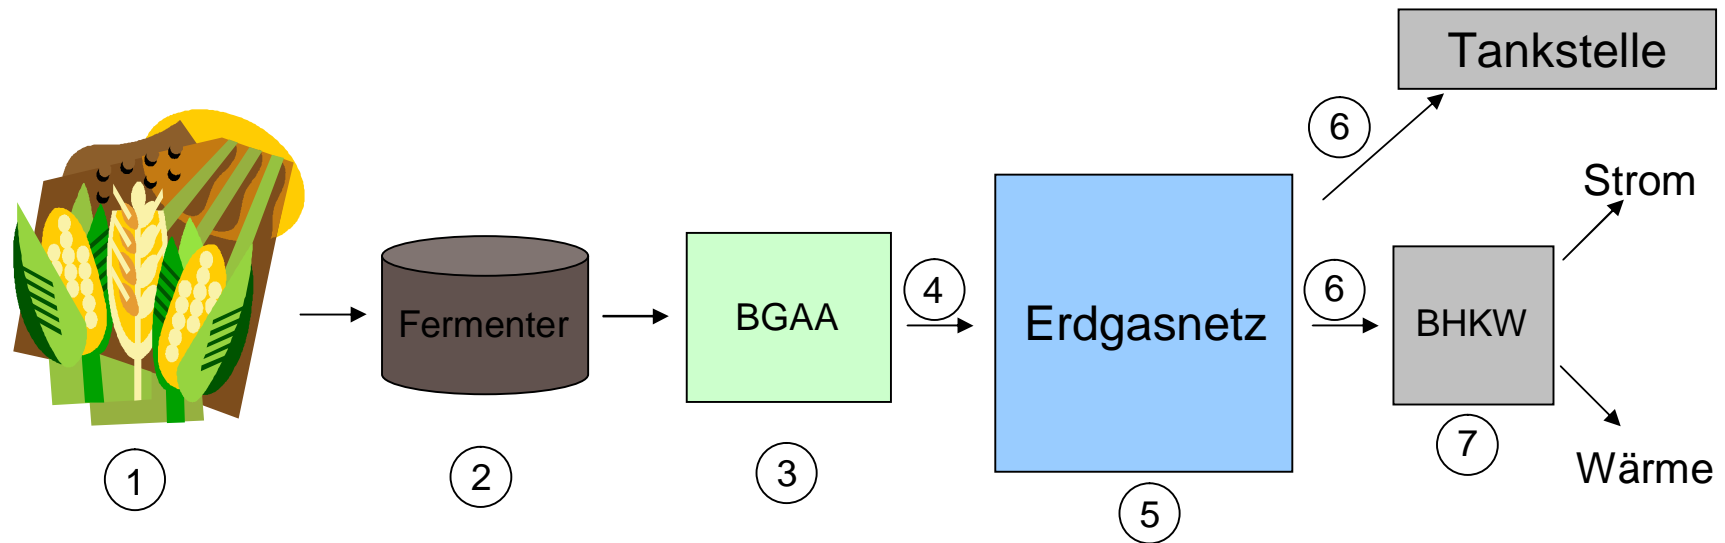 Tankstelle
6
Strom
4
6
Fermenter
BGAA
Erdgasnetz
BHKW
7
Wärme
1
2
3
5